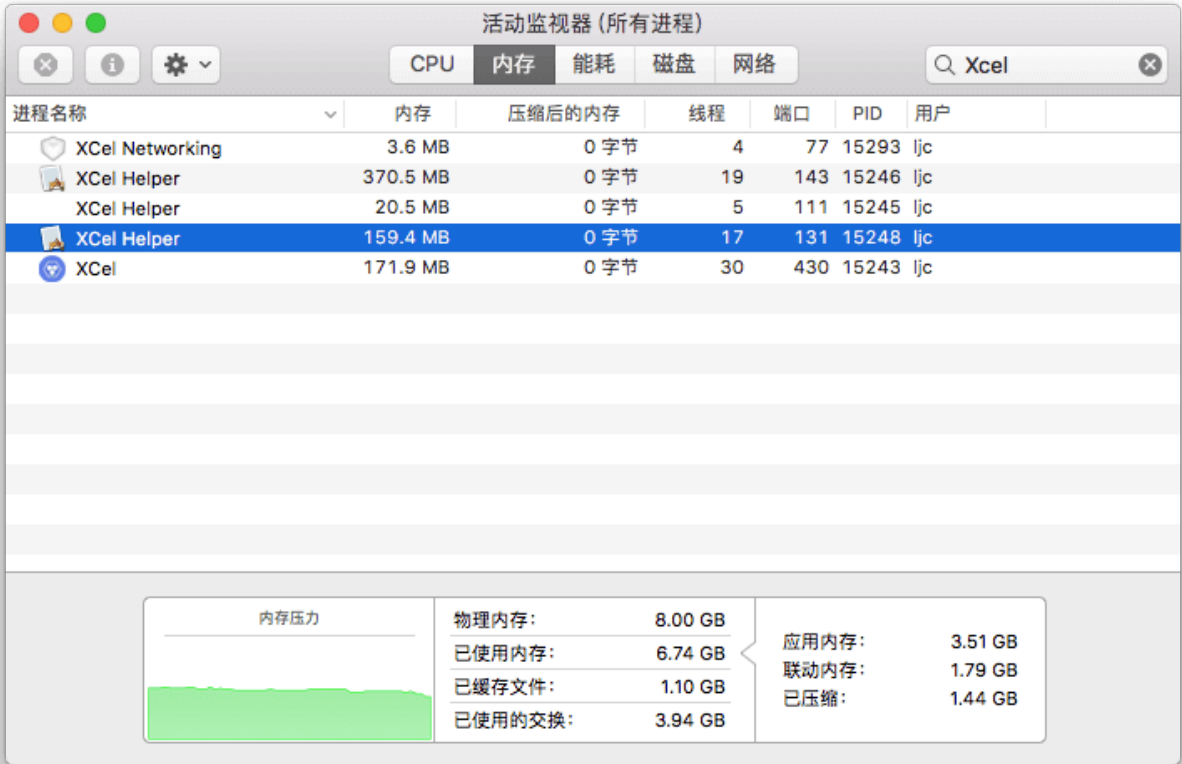 活动监视器 (所有进程)
CPU 内存 能耗 磁盘 网络 Xcel
进程名称 内存 压缩后的内存 线程 端口 PID 用户
XCel Networking 3.6 MB 0 字节 4 77 15293 ljc
XCel Helper 370.5 MB 0 字节 19 143 15246 ljc
XCel Helper 20.5 MB 0 字节 5 111 15245 ljc
XCel Helper 159.4 MB 0 字节 17 131 15248 ljc
XCel 171.9 MB 0 字节 30 430 15243 ljc
内存压力
物理内存: 8.00 GB
已使用内存: 6.74 GB
已缓存文件: 1.10 GB
已使用的交换: 3.94 GB
应用内存: 3.51 GB
联动内存: 1.79 GB
已压缩: 1.44 GB